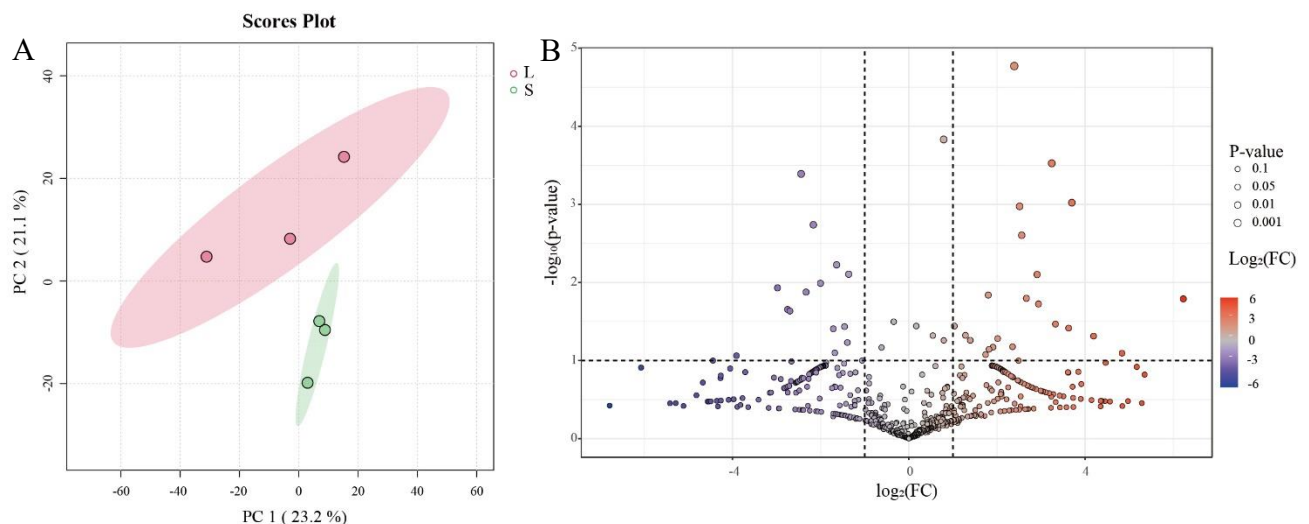 A
Scores Plot
L
S
PC 2 ( 21.1 %)
40
20
0
-20
-60
-40
-20
0
20
40
60
PC 1 ( 23.2 %)
B
-log₁₀(p-value)
5
4
3
2
1
0
-4
0
4
log₂(FC)
P-value
0.1
0.05
0.01
0.001
Log₂(FC)
6
3
0
-3
-6